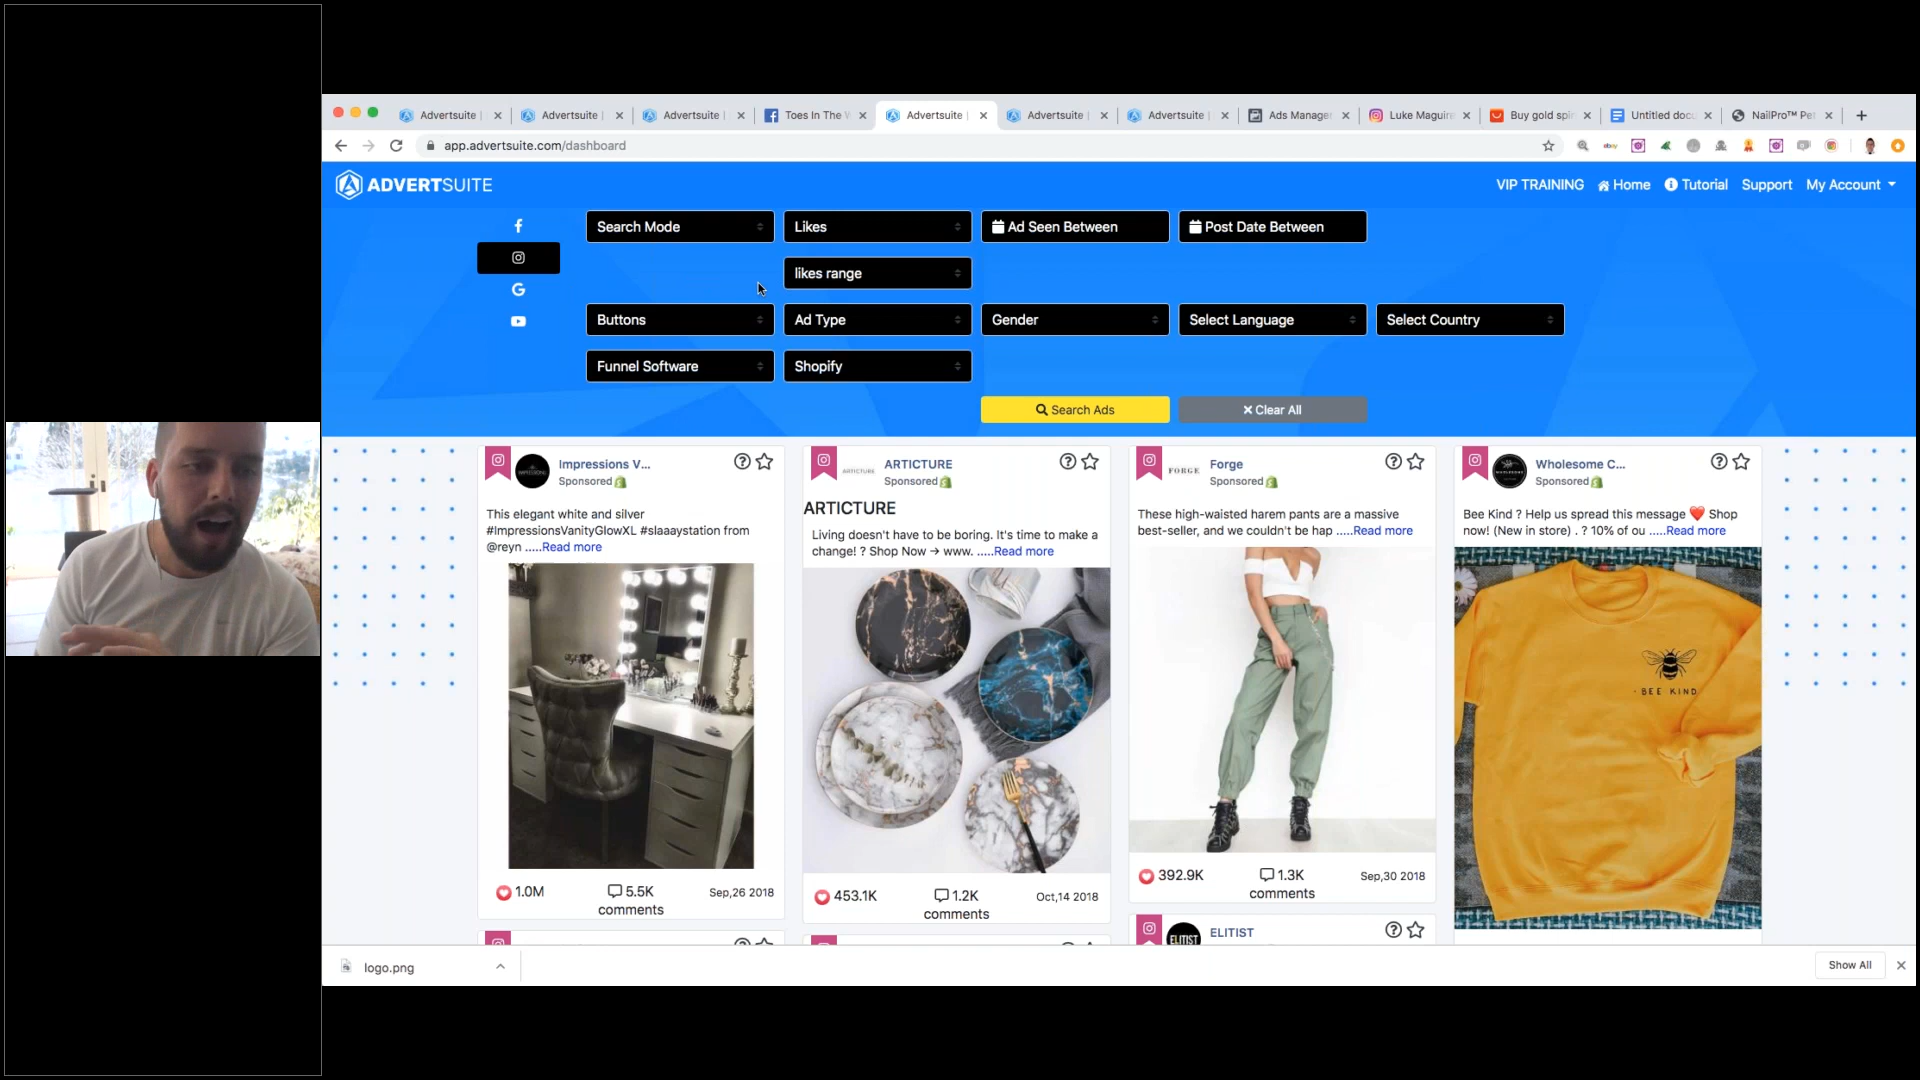 Advertsuite |
Advertsuite |
Advertsuite |
Toes In The
Advertsuite |
Advertsuite |
Advertsuite |
Ads Manager
Luke Maguire
Buy gold spin
Untitled docu
NailPro™ Pet
app.advertsuite.com/dashboard
ebay
ADVERTSUITE
VIP TRAINING
Home
Tutorial
Support
My Account
Search Mode
Likes
Ad Seen Between
Post Date Between
likes range
Buttons
Ad Type
Gender
Select Language
Select Country
Funnel Software
Shopify
Search Ads
Clear All
Impressions V...
Sponsored
This elegant white and silver
#ImpressionsVanityGlowXL #slaaaystation from
@reyn .....Read more
1.0M
5.5K
comments
Sep,26 2018
ARTICTURE
ARTICTURE
Sponsored
ARTICTURE
Living doesn't have to be boring. It's time to make a
change! ? Shop Now → www. .....Read more
453.1K
1.2K
comments
Oct,14 2018
FORGE
Forge
Sponsored
These high-waisted harem pants are a massive
best-seller, and we couldn't be hap .....Read more
392.9K
1.3K
comments
Sep,30 2018
ELITIST
ELITIST
Wholesome C...
Sponsored
Bee Kind ? Help us spread this message ❤️ Shop
now! (New in store) . ? 10% of ou .....Read more
· BEE KIND
logo.png
Show All